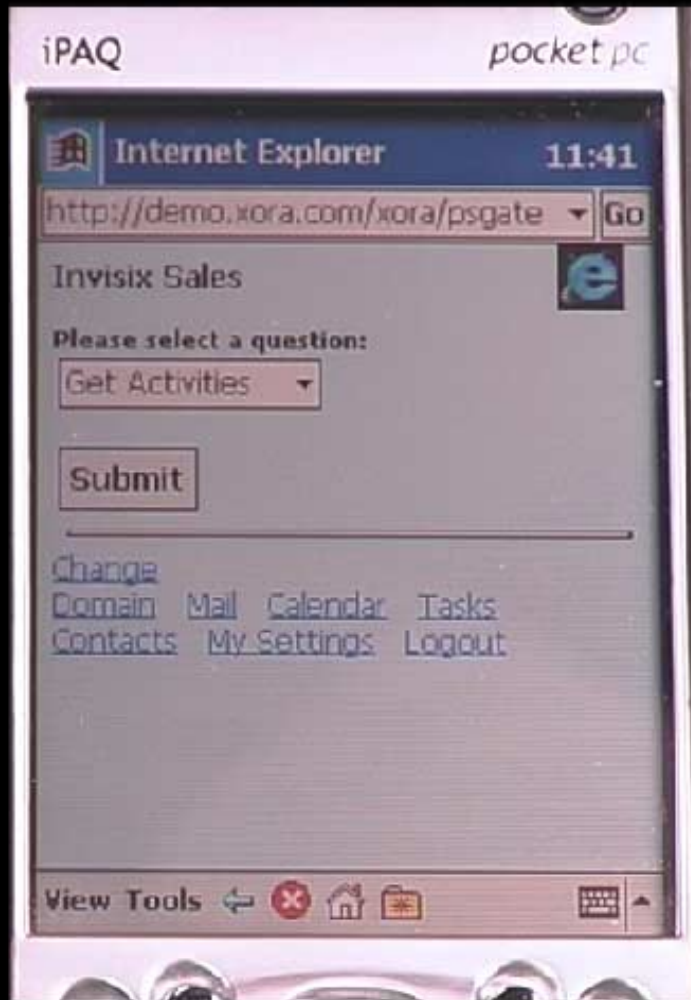 iPAQ pocket pc
Internet Explorer 11:41
http://demo.xora.com/xora/psgate Go
Invisix Sales
Please select a question:
Get Activities
Submit
Change
Domain Mail Calendar Tasks
Contacts My Settings Logout
View Tools